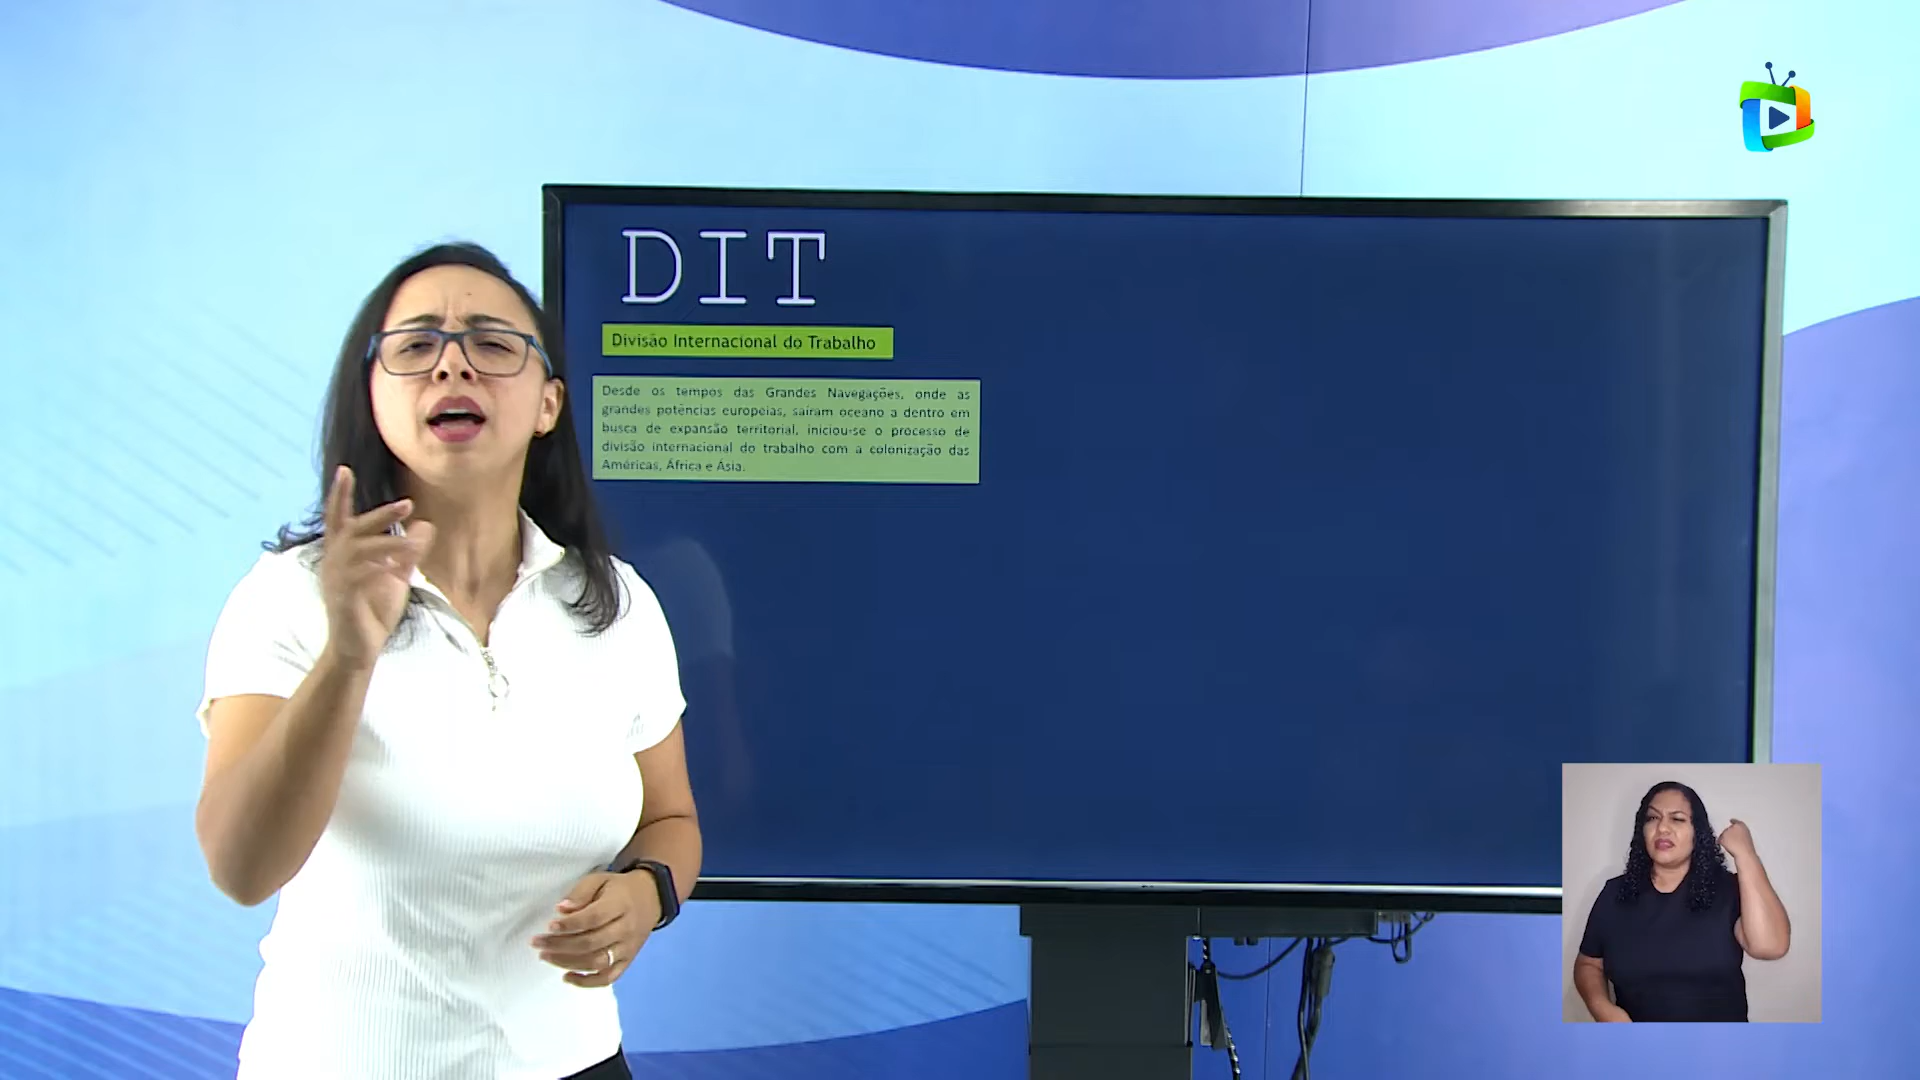 DIT
Divisão Internacional do Trabalho
Desde os tempos das Grandes Navegações, onde as
grandes potências europeias, saíram oceano a dentro em
busca de expansão territorial, iniciou-se o processo de
divisão internacional do trabalho com a colonização das
Américas, África e Ásia.